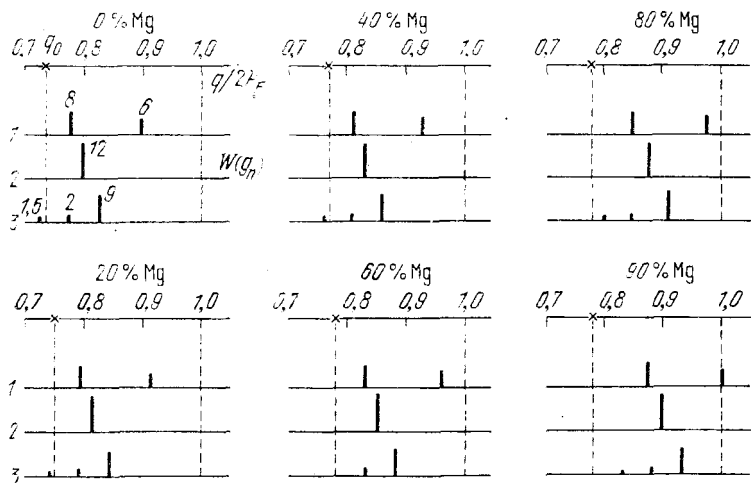 0 % Mg 40 % Mg 80 % Mg
0,7 q₀ 0,8 0,9 1,0 0,7 0,8 0,9 1,0 0,7 0,8 0,9 1,0
q/2k_F
8 6
1
12 W(gₙ)
2
1,5 2 9
3
20 % Mg 60 % Mg 90 % Mg
0,7 0,8 0,9 1,0 0,7 0,8 0,9 1,0 0,7 0,8 0,9 1,0
1
2
3